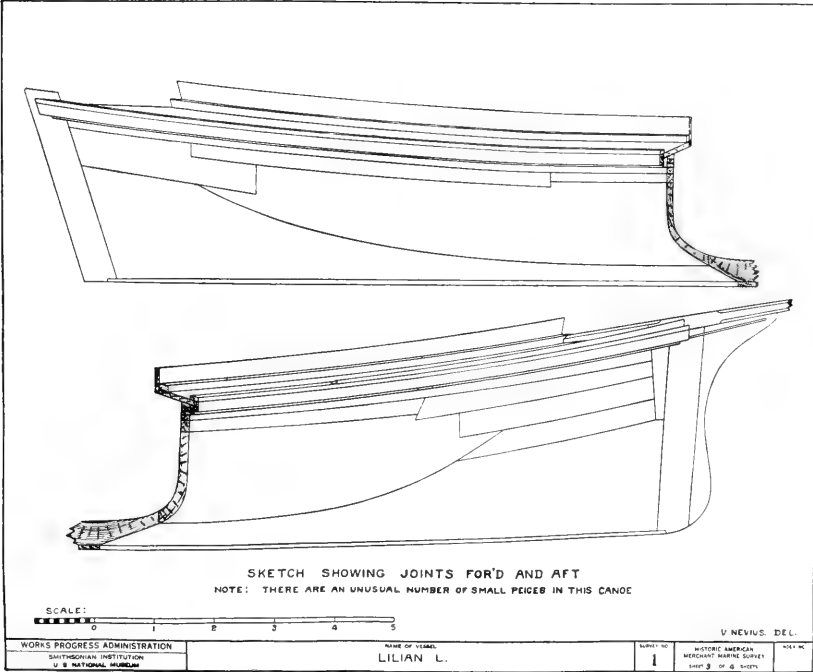 SKETCH SHOWING JOINTS FOR'D AND AFT
NOTE: THERE ARE AN UNUSUAL NUMBER OF SMALL PEICES IN THIS CANOE
SCALE:
0 1 2 3 4 5
V NEVIUS. DEL.
WORKS PROGRESS ADMINISTRATION
SMITHSONIAN INSTITUTION
U S NATIONAL MUSEUM
NAME OF VESSEL
LILIAN L.
SURVEY NO
1
HISTORIC AMERICAN
MERCHANT MARINE SURVEY
SHEET 3 OF 4 SHEETS